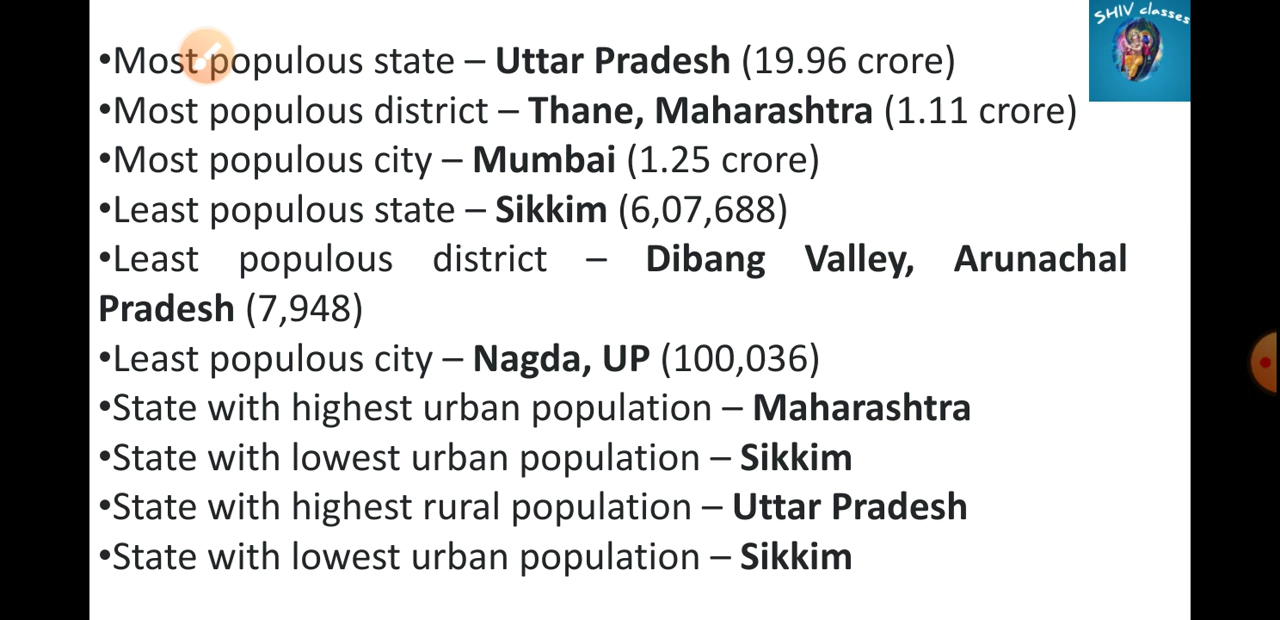 SHIV classes
•Most populous state – Uttar Pradesh (19.96 crore)
•Most populous district – Thane, Maharashtra (1.11 crore)
•Most populous city – Mumbai (1.25 crore)
•Least populous state – Sikkim (6,07,688)
•Least populous district – Dibang Valley, Arunachal
Pradesh (7,948)
•Least populous city – Nagda, UP (100,036)
•State with highest urban population – Maharashtra
•State with lowest urban population – Sikkim
•State with highest rural population – Uttar Pradesh
•State with lowest urban population – Sikkim